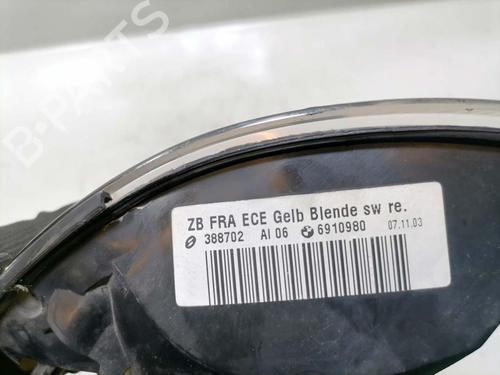 B-PARTS
ZB FRA ECE Gelb Blende sw re.
388702 AI 06 6910980 07.11.03